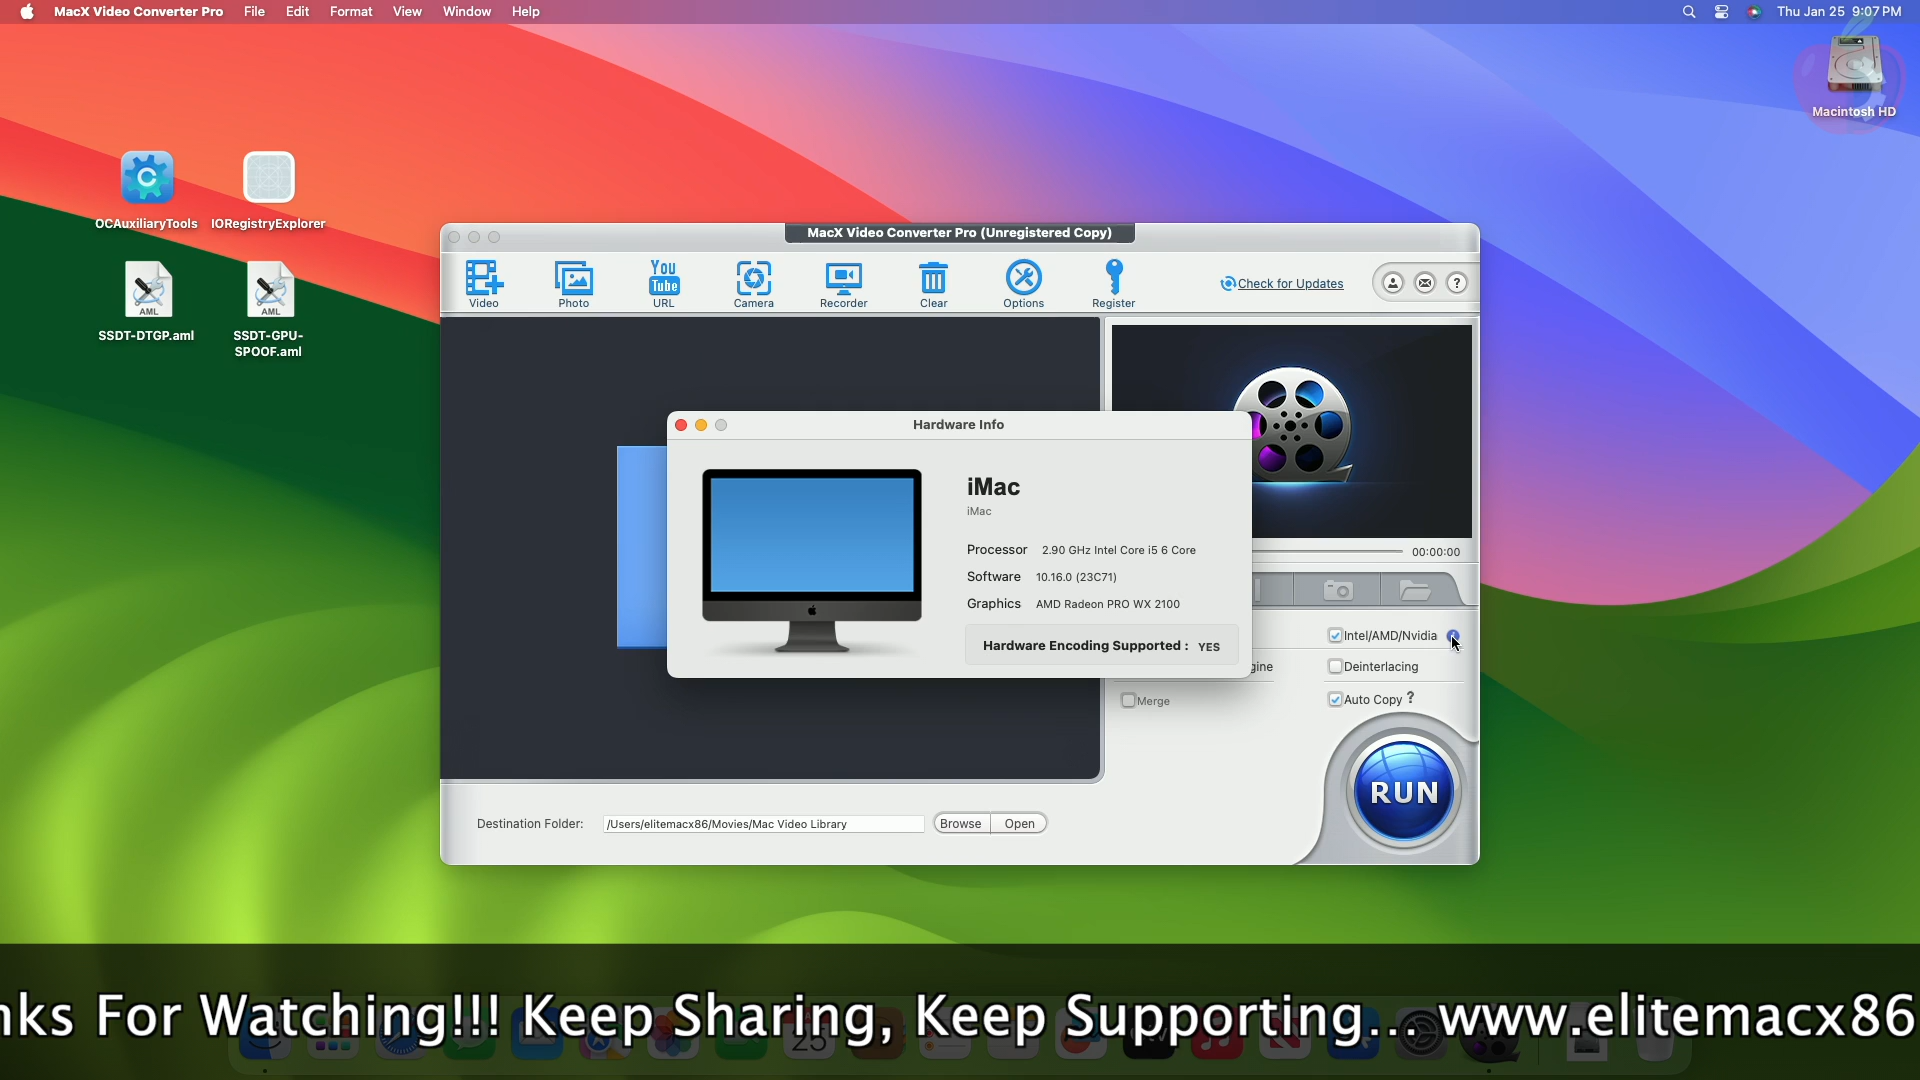 MacX Video Converter Pro File Edit Format View Window Help Thu Jan 25 9:07 PM
Macintosh HD
OCAuxiliaryTools IORegistryExplorer
AML AML
SSDT-DTGP.aml SSDT-GPU-
SPOOF.aml
MacX Video Converter Pro (Unregistered Copy)
You
Tube
Video Photo URL Camera Recorder Clear Options Register Check for Updates ?
Hardware Info
iMac
iMac
Processor 2.90 GHz Intel Core i5 6 Core
Software 10.16.0 (23C71)
Graphics AMD Radeon PRO WX 2100
Hardware Encoding Supported : YES
00:00:00
Intel/AMD/Nvidia
gine Deinterlacing
Merge Auto Copy ?
RUN
Destination Folder: /Users/elitemacx86/Movies/Mac Video Library Browse Open
nks For Watching!!! Keep Sharing, Keep Supporting... www.elitemacx86
25